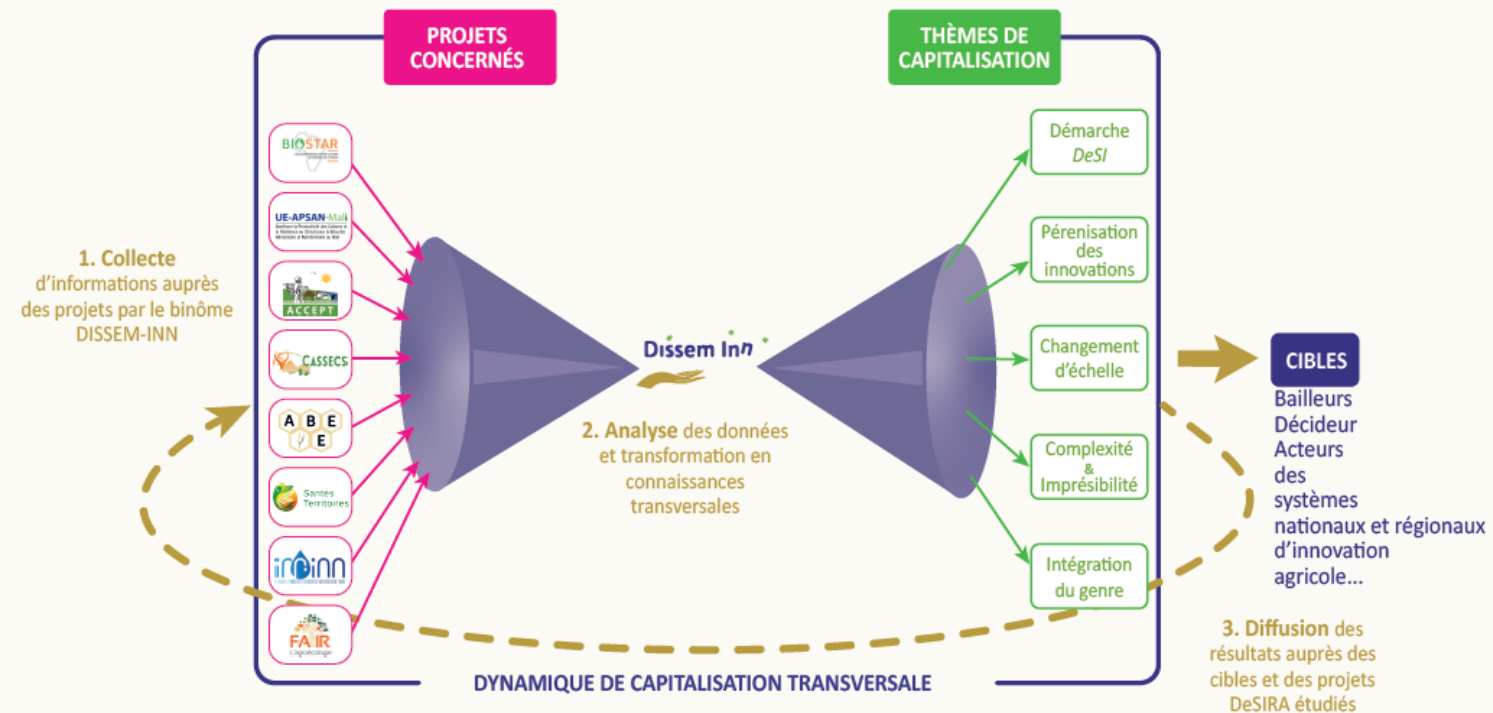 PROJETS
CONCERNÉS
THÈMES DE
CAPITALISATION
BIOSTAR
UE-APSAN-Mali
ACCEPT
CASSECS
A B E
E
Santés
Territoires
irriinn
FAIR
L'agroécologie
1. Collecte
d'informations auprès
des projets par le binôme
DISSEM-INN
Dissem Inn
2. Analyse des données
et transformation en
connaissances
transversales
Démarche
DeSI
Pérenisation
des
innovations
Changement
d'échelle
Complexité
&
Imprésibilité
Intégration
du genre
CIBLES
Bailleurs
Décideur
Acteurs
des
systèmes
nationaux et régionaux
d'innovation
agricole...
3. Diffusion des
résultats auprès des
cibles et des projets
DeSIRA étudiés
DYNAMIQUE DE CAPITALISATION TRANSVERSALE